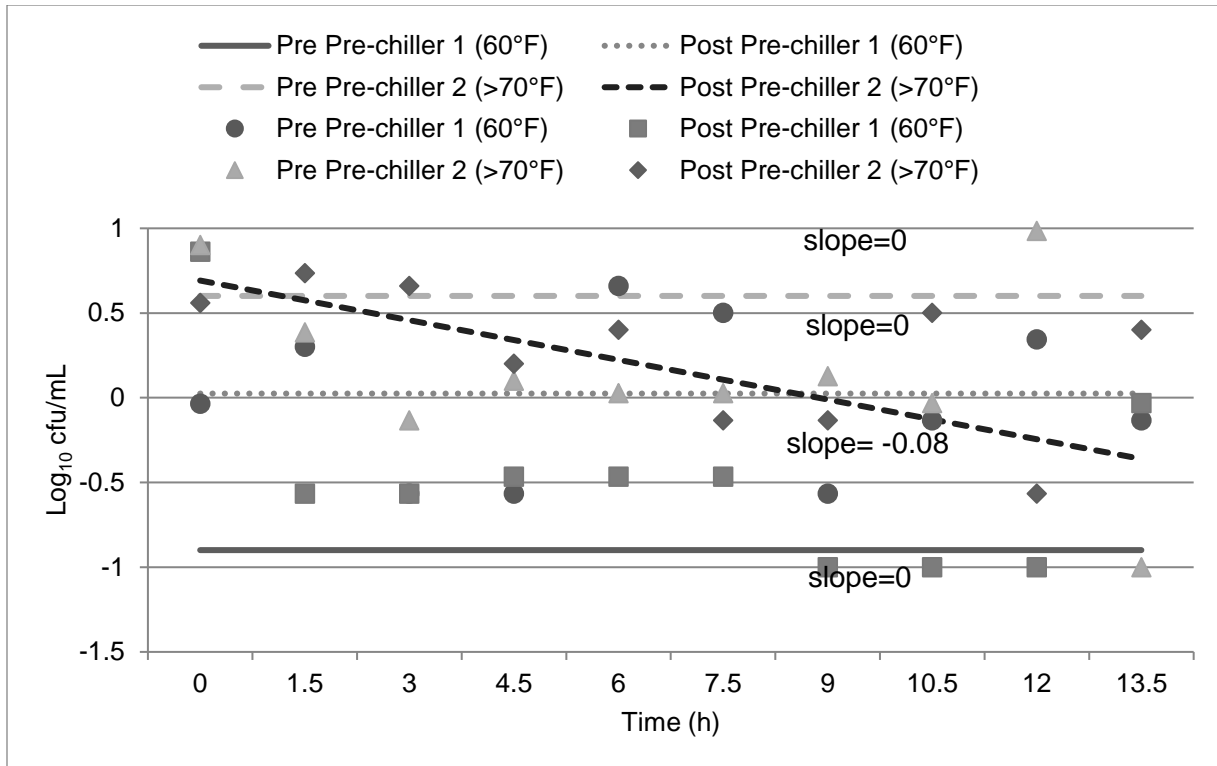 Pre Pre-chiller 1 (60°F) Post Pre-chiller 1 (60°F)
Pre Pre-chiller 2 (>70°F) Post Pre-chiller 2 (>70°F)
Pre Pre-chiller 1 (60°F) Post Pre-chiller 1 (60°F)
Pre Pre-chiller 2 (>70°F) Post Pre-chiller 2 (>70°F)
1
slope=0
0.5
slope=0
0
slope= -0.08
-0.5
-1
slope=0
-1.5
Log₁₀ cfu/mL
0 1.5 3 4.5 6 7.5 9 10.5 12 13.5
Time (h)